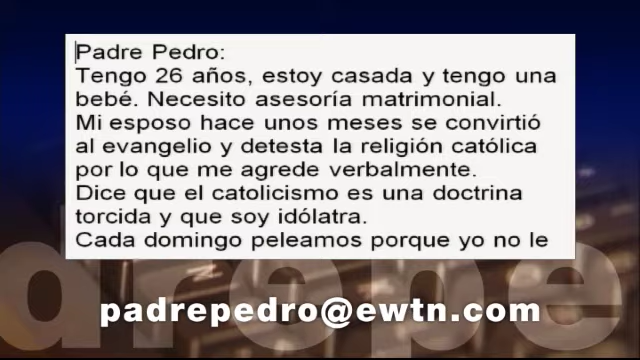 Padre Pedro:
Tengo 26 años, estoy casada y tengo una
bebé. Necesito asesoría matrimonial.
Mi esposo hace unos meses se convirtió
al evangelio y detesta la religión católica
por lo que me agrede verbalmente.
Dice que el catolicismo es una doctrina
torcida y que soy idólatra.
Cada domingo peleamos porque yo no le
drepe
padrepedro@ewtn.com